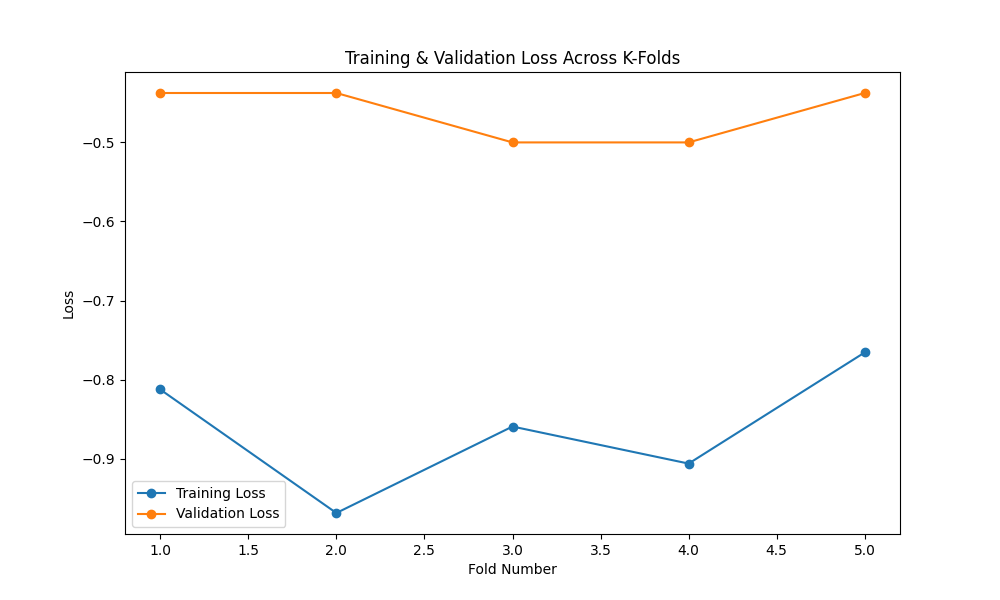 Training & Validation Loss Across K-Folds
Loss
−0.5
−0.6
−0.7
−0.8
−0.9
Training Loss
Validation Loss
1.0 1.5 2.0 2.5 3.0 3.5 4.0 4.5 5.0
Fold Number